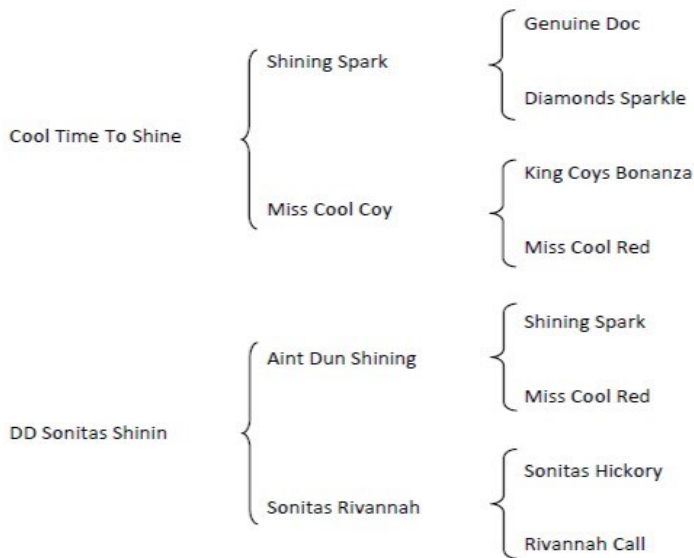 Genuine Doc
Shining Spark
Diamonds Sparkle
Cool Time To Shine
King Coys Bonanza
Miss Cool Coy
Miss Cool Red
Shining Spark
Aint Dun Shining
Miss Cool Red
DD Sonitas Shinin
Sonitas Hickory
Sonitas Rivannah
Rivannah Call